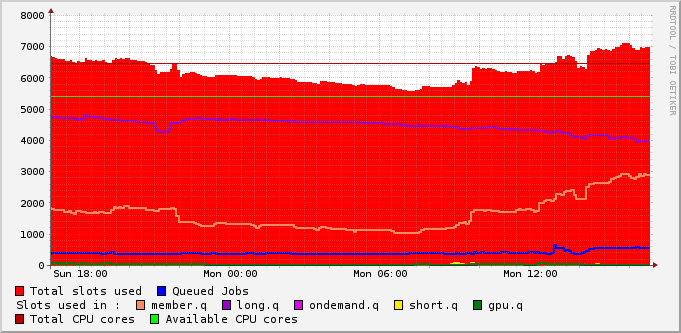 8000
7000
6000
5000
4000
3000
2000
1000
0
Sun 18:00 Mon 00:00 Mon 06:00 Mon 12:00
RRDTOOL / TOBI OETIKER
Total slots used Queued Jobs
Slots used in : member.q long.q ondemand.q short.q gpu.q
Total CPU cores Available CPU cores